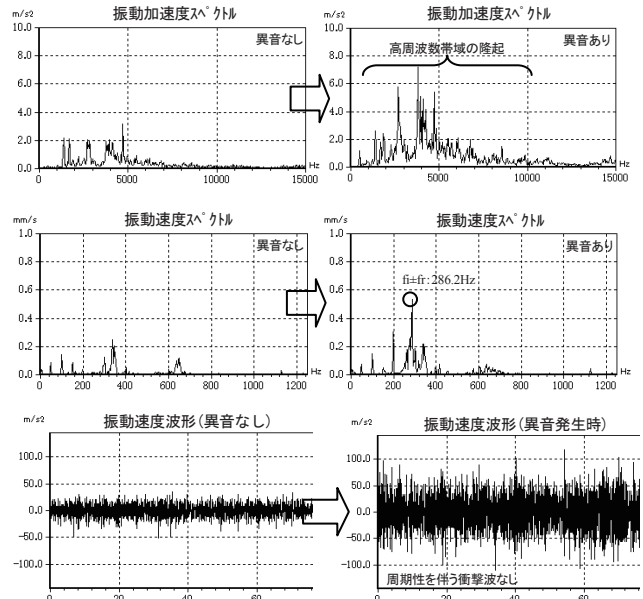 振動加速度スペクトル
m/s2
10.0
8.0
6.0
4.0
2.0
0.0
異音なし
0 5000 10000 15000
Hz
振動加速度スペクトル
m/s2
10.0
8.0
6.0
4.0
2.0
0.0
異音あり
高周波数帯域の隆起
0 5000 10000 15000
Hz
振動速度スペクトル
mm/s
1.0
0.8
0.6
0.4
0.2
0.0
異音なし
0 200 400 600 800 1000 1200
Hz
振動速度スペクトル
mm/s
1.0
0.8
0.6
0.4
0.2
0.0
異音あり
fi±fr:286.2Hz
0 200 400 600 800 1000 1200
Hz
振動速度波形(異音なし)
m/s2
100.0
50.0
0.0
-50.0
-100.0
0 20 40 60
振動速度波形(異音発生時)
m/s2
100.0
50.0
0.0
-50.0
-100.0
周期性を伴う衝撃波なし
0 20 40 60